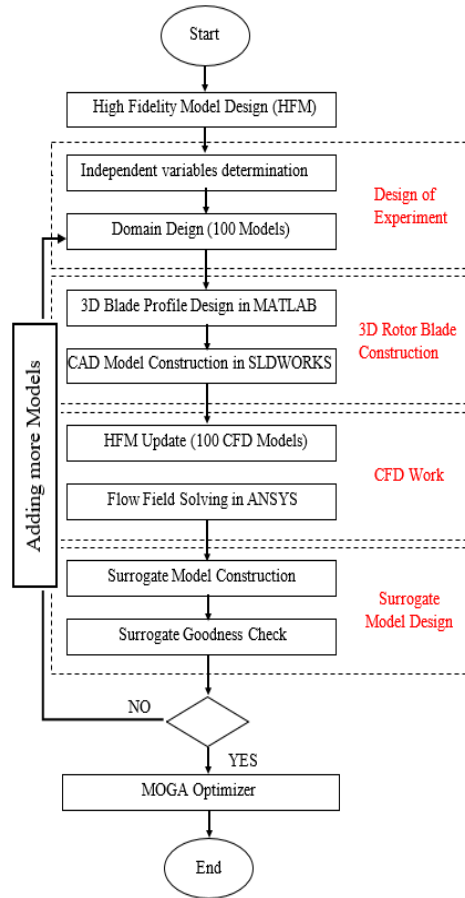 Start
High Fidelity Model Design (HFM)
Independent variables determination
Domain Deign (100 Models)
Design of
Experiment
3D Blade Profile Design in MATLAB
CAD Model Construction in SLDWORKS
3D Rotor Blade
Construction
HFM Update (100 CFD Models)
Flow Field Solving in ANSYS
CFD Work
Surrogate Model Construction
Surrogate Goodness Check
Surrogate
Model Design
Adding more Models
NO
YES
MOGA Optimizer
End